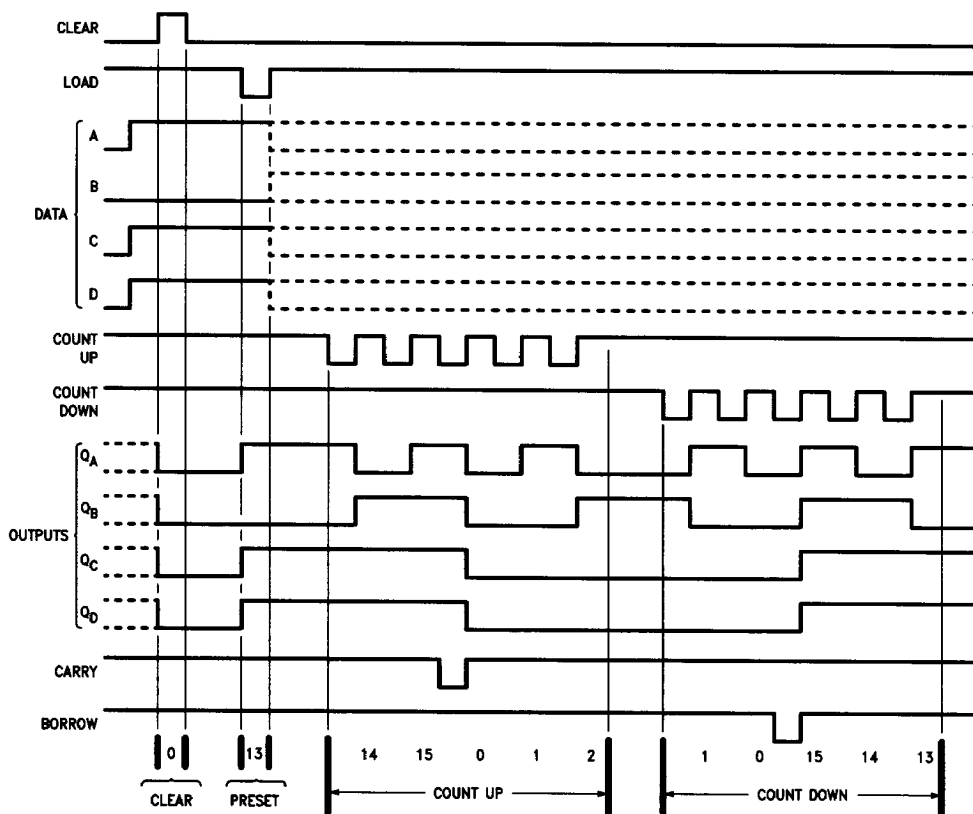 CLEAR
LOAD
A
B
DATA
C
D
COUNT
UP
COUNT
DOWN
QA
QB
OUTPUTS
QC
QD
CARRY
BORROW
0 13 14 15 0 1 2 1 0 15 14 13
CLEAR PRESET COUNT UP COUNT DOWN